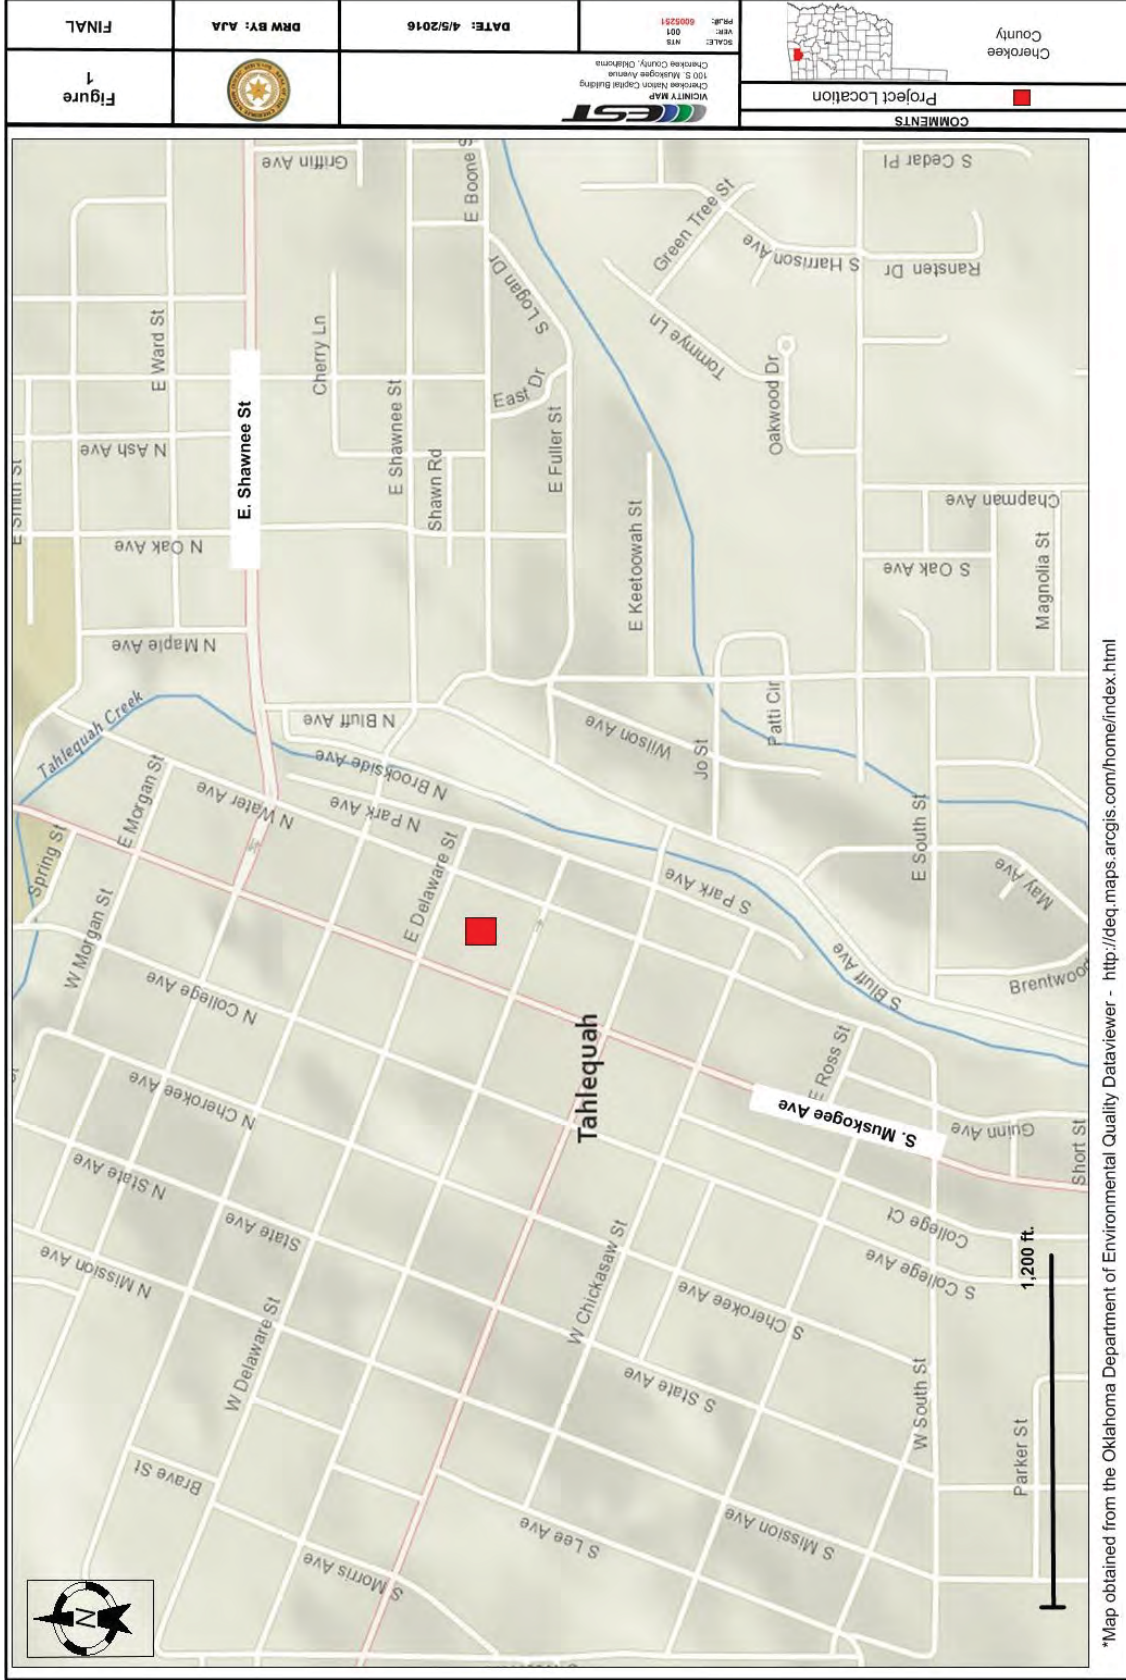 COMMENTS
Project Location
Cherokee
County
EST
VICINITY MAP
Cherokee Nation Capital Building
100 S. Muskogee Avenue
Cherokee County, Oklahoma
SCALE: NTS
VER: 001
PRJ#: 6005251
DATE: 4/5/2016
DRW BY: AJA
Figure
1
FINAL
N
Tahlequah Creek
Spring St
E Morgan St
W Morgan St
N Water Ave
N Park Ave
N Brookside Ave
N Bluff Ave
N Maple Ave
N Oak Ave
N Ash Ave
E Smith St
E Ward St
E. Shawnee St
Griffin Ave
Cherry Ln
E Shawnee St
Shawn Rd
E Boone S
S Logan Dr
East Dr
E Fuller St
E Keetoowah St
Green Tree St
Tommye Ln
S Harrison Ave
S Cedar Pl
Ransten Dr
Oakwood Dr
Chapman Ave
S Oak Ave
Magnolia St
Wilson Ave
Jo St
Patti Cir
E South St
May Ave
Brentwood
S Park Ave
S Bluff Ave
E Delaware St
N College Ave
N Cherokee Ave
N State Ave
State Ave
N Mission Ave
W Delaware St
Brave St
S Morris Ave
S Lee Ave
Tahlequah
W Chickasaw St
S Cherokee Ave
S State Ave
S Mission Ave
E Ross St
S. Muskogee Ave
Guinn Ave
Short St
College Ct
S College Ave
W South St
Parker St
1,200 ft.
*Map obtained from the Oklahoma Department of Environmental Quality Dataviewer - http://deq.maps.arcgis.com/home/index.html